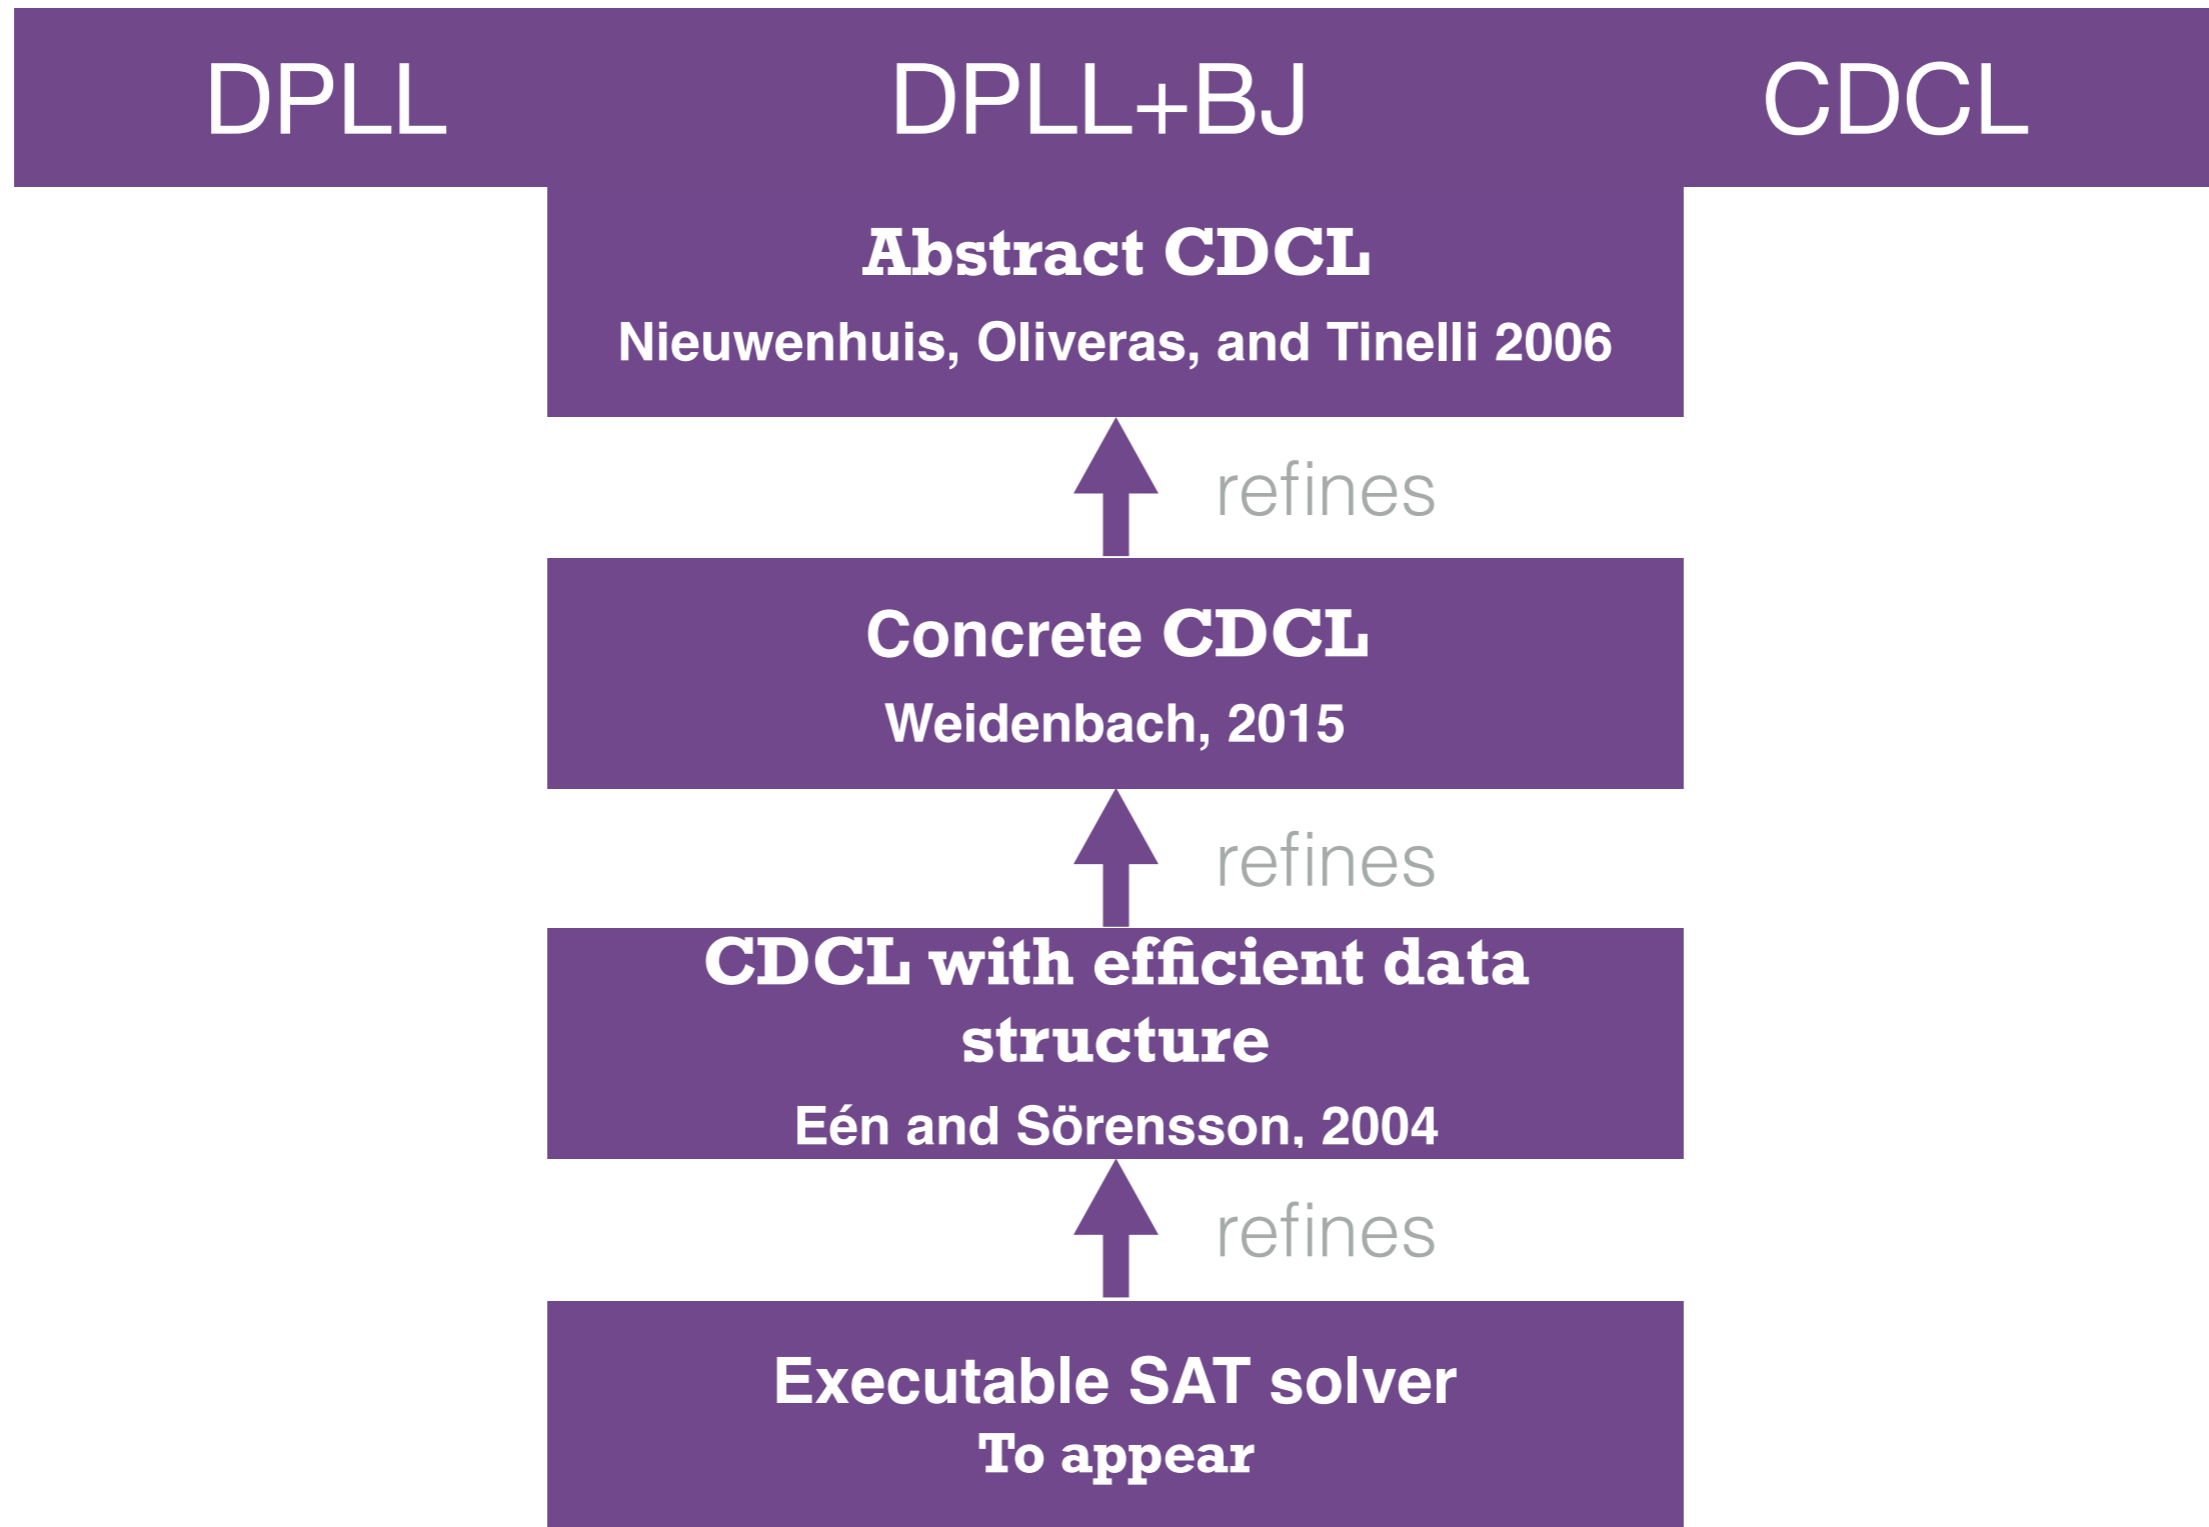 DPLL DPLL+BJ CDCL
Abstract CDCL
Nieuwenhuis, Oliveras, and Tinelli 2006
refines
Concrete CDCL
Weidenbach, 2015
refines
CDCL with efficient data
structure
Eén and Sörensson, 2004
refines
Executable SAT solver
To appear